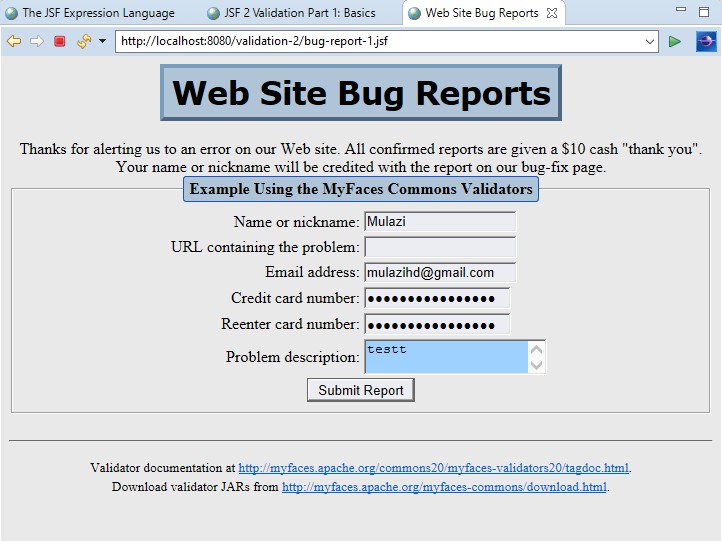 The JSF Expression Language JSF 2 Validation Part 1: Basics Web Site Bug Reports
http://localhost:8080/validation-2/bug-report-1.jsf
Web Site Bug Reports
Thanks for alerting us to an error on our Web site. All confirmed reports are given a $10 cash "thank you".
Your name or nickname will be credited with the report on our bug-fix page.
Example Using the MyFaces Commons Validators
Name or nickname: Mulazi
URL containing the problem:
Email address: mulazihd@gmail.com
Credit card number: ●●●●●●●●●●●●●●●●
Reenter card number: ●●●●●●●●●●●●●●●●
Problem description: testt
Submit Report
Validator documentation at http://myfaces.apache.org/commons20/myfaces-validators20/tagdoc.html.
Download validator JARs from http://myfaces.apache.org/myfaces-commons/download.html.